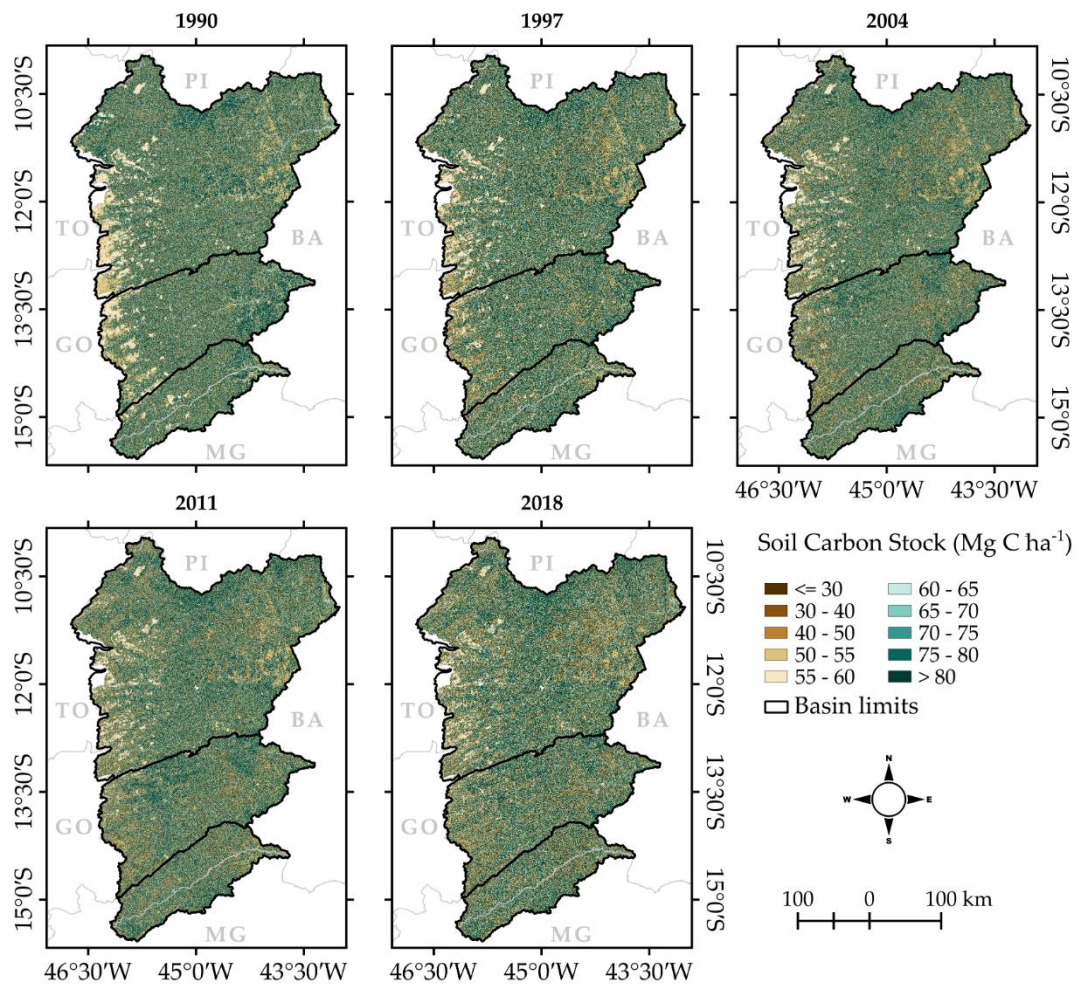 1990
1997
2004
PI
PI
PI
10°30'S
10°30'S
12°0'S
12°0'S
TO
BA
TO
BA
TO
BA
13°30'S
13°30'S
GO
GO
GO
15°0'S
15°0'S
MG
MG
MG
46°30'W 45°0'W 43°30'W
2011
2018
Soil Carbon Stock (Mg C ha⁻¹)
<= 30
30 - 40
40 - 50
50 - 55
55 - 60
60 - 65
65 - 70
70 - 75
75 - 80
> 80
Basin limits
PI
PI
10°30'S
10°30'S
12°0'S
12°0'S
TO
BA
TO
BA
N
W
E
S
13°30'S
13°30'S
GO
GO
15°0'S
15°0'S
100 0 100 km
MG
MG
46°30'W 45°0'W 43°30'W
46°30'W 45°0'W 43°30'W